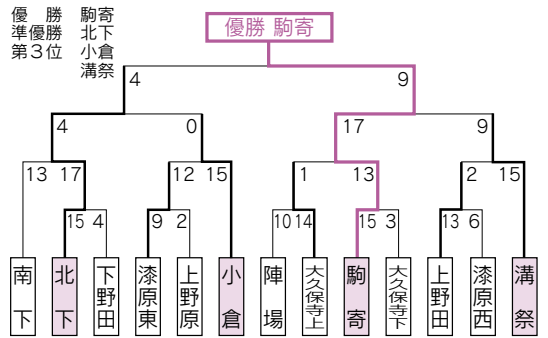 優勝 駒寄
準優勝 北下
第3位 小倉
溝祭
優勝 駒寄
4 9
4 0 17 9
13 17 12 15 1 13 2 15
15 4 9 2 10 14 15 3 13 6
南下
北下
下野田
漆原東
上野原
小倉
陣場
大久保寺上
駒寄
大久保寺下
上野田
漆原西
溝祭